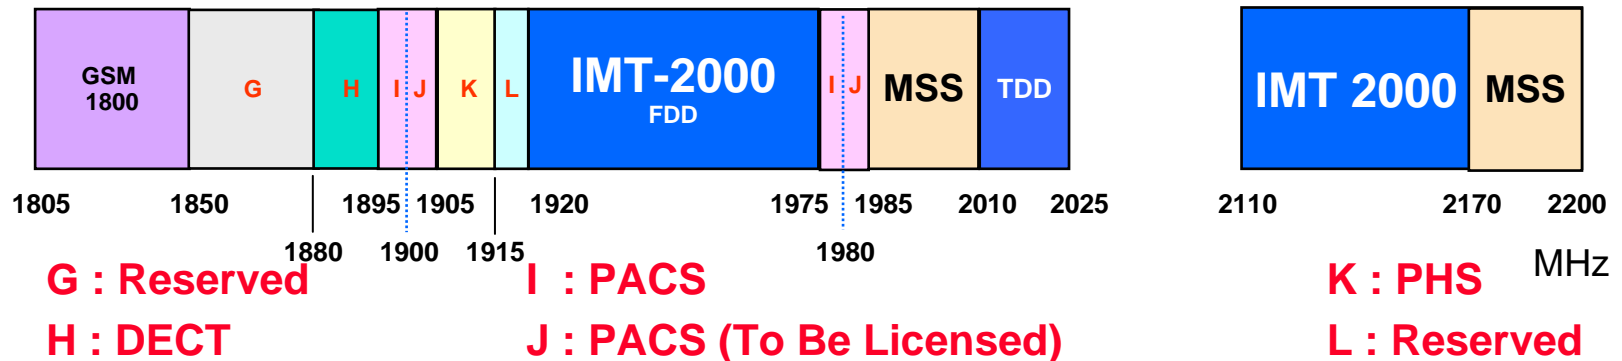 GSM
1800
G
H
I
J
K
L
IMT-2000
FDD
I
J
MSS
TDD
IMT 2000
MSS
1805
1850
1895
1905
1920
1975
1985
2010
2025
2110
2170
2200
1880
1900
1915
1980
MHz
G : Reserved
I : PACS
K : PHS
H : DECT
J : PACS (To Be Licensed)
L : Reserved